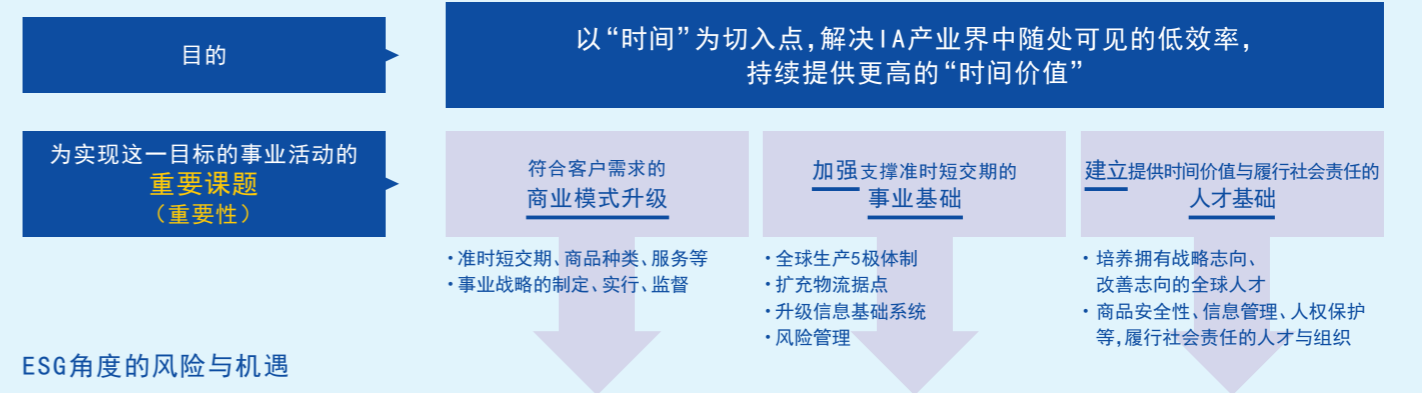 目的
以“时间”为切入点,解决IA产业界中随处可见的低效率,
持续提供更高的“时间价值”
为实现这一目标的事业活动的
重要课题
(重要性)
符合客户需求的
商业模式升级
·准时短交期、商品种类、服务等
·事业战略的制定、实行、监督
加强支撑准时短交期的
事业基础
·全球生产5极体制
·扩充物流据点
·升级信息基础系统
·风险管理
建立提供时间价值与履行社会责任的
人才基础
·培养拥有战略志向、
改善志向的全球人才
·商品安全性、信息管理、人权保护
等,履行社会责任的人才与组织
ESG角度的风险与机遇